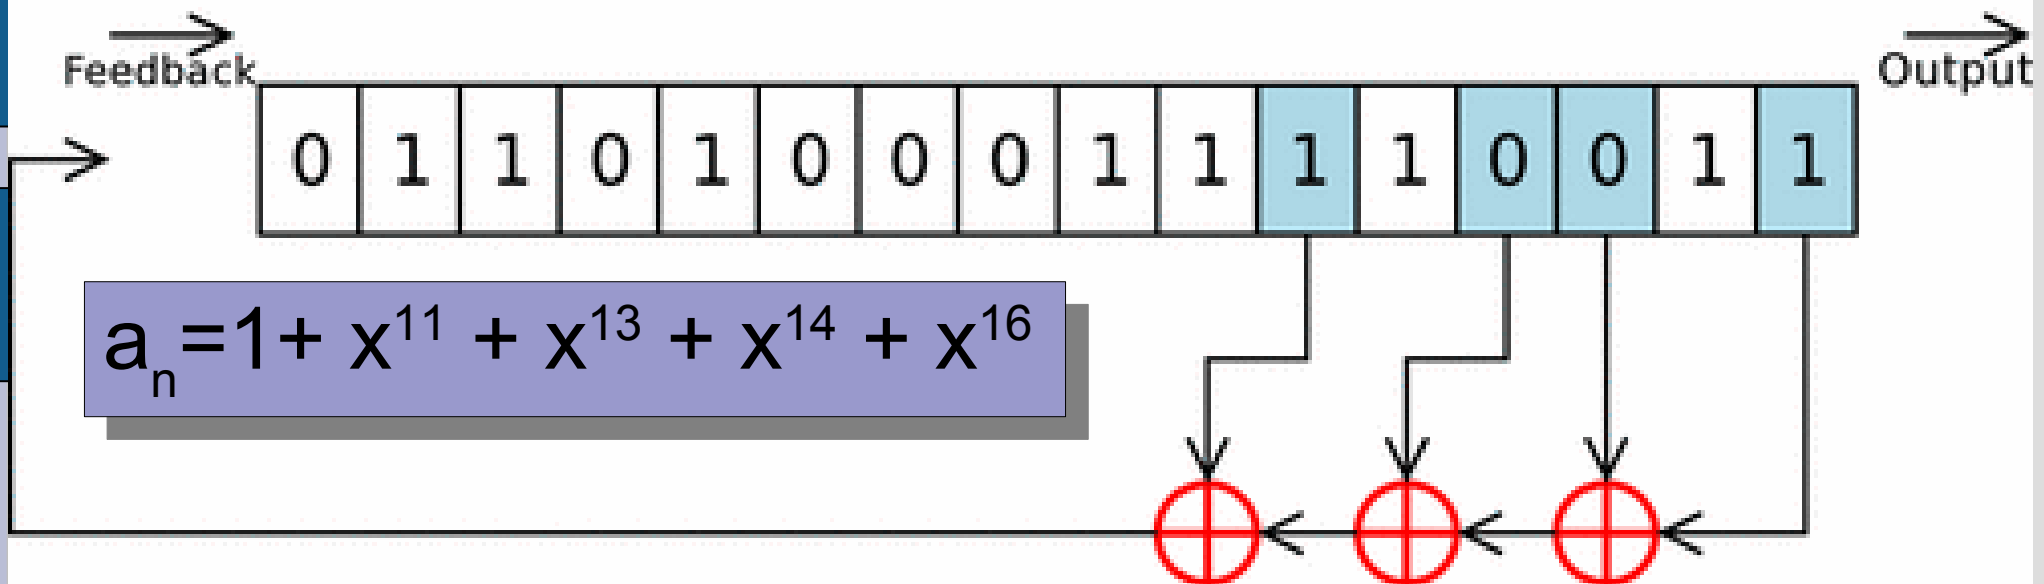 Feedback
Output
0 1 1 0 1 0 0 0 1 1 1 1 0 0 1 1
aₙ=1+ x¹¹ + x¹³ + x¹⁴ + x¹⁶